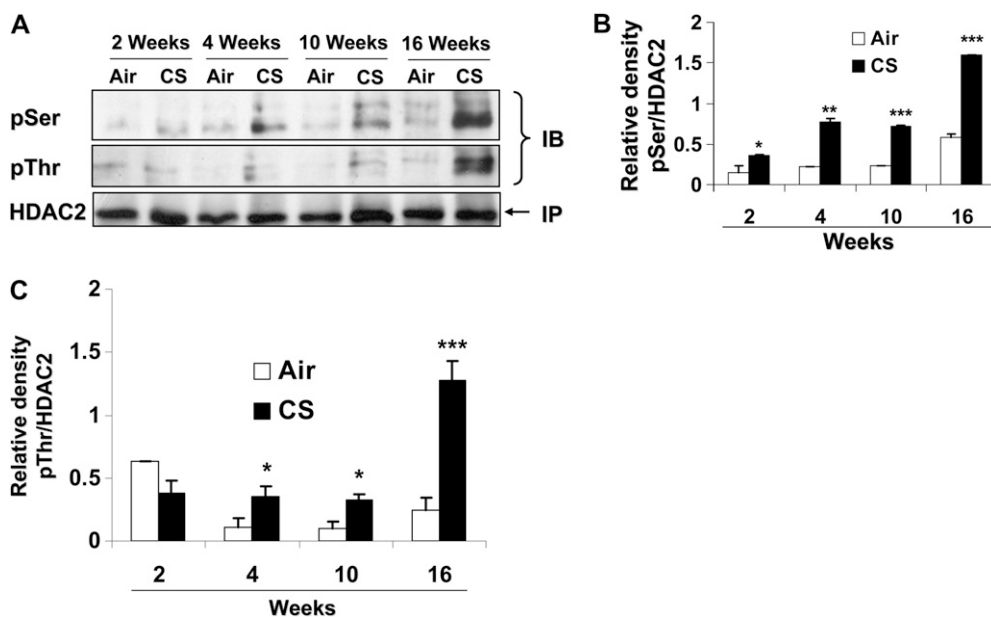 A
2 Weeks 4 Weeks 10 Weeks 16 Weeks
Air CS Air CS Air CS Air CS
pSer
pThr
IB
HDAC2
IP
B
Relative density
pSer/HDAC2
2
1.5
1
0.5
0
Air
CS
*
**
***
***
2 4 10 16
Weeks
C
Relative density
pThr/HDAC2
2
1.5
1
0.5
0
Air
CS
*
*
***
2 4 10 16
Weeks